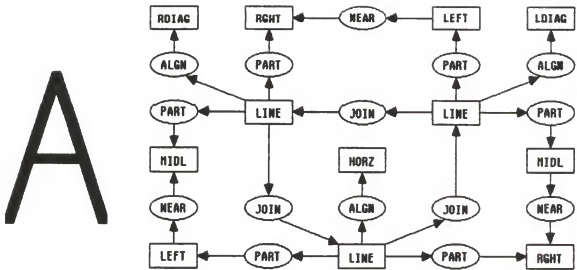 A
RDIAG RGHT NEAR LEFT LDIAG
ALGN PART PART ALGN
PART LINE JOIN LINE PART
MIDL HORZ MIDL
NEAR JOIN ALGN JOIN NEAR
LEFT PART LINE PART RGHT